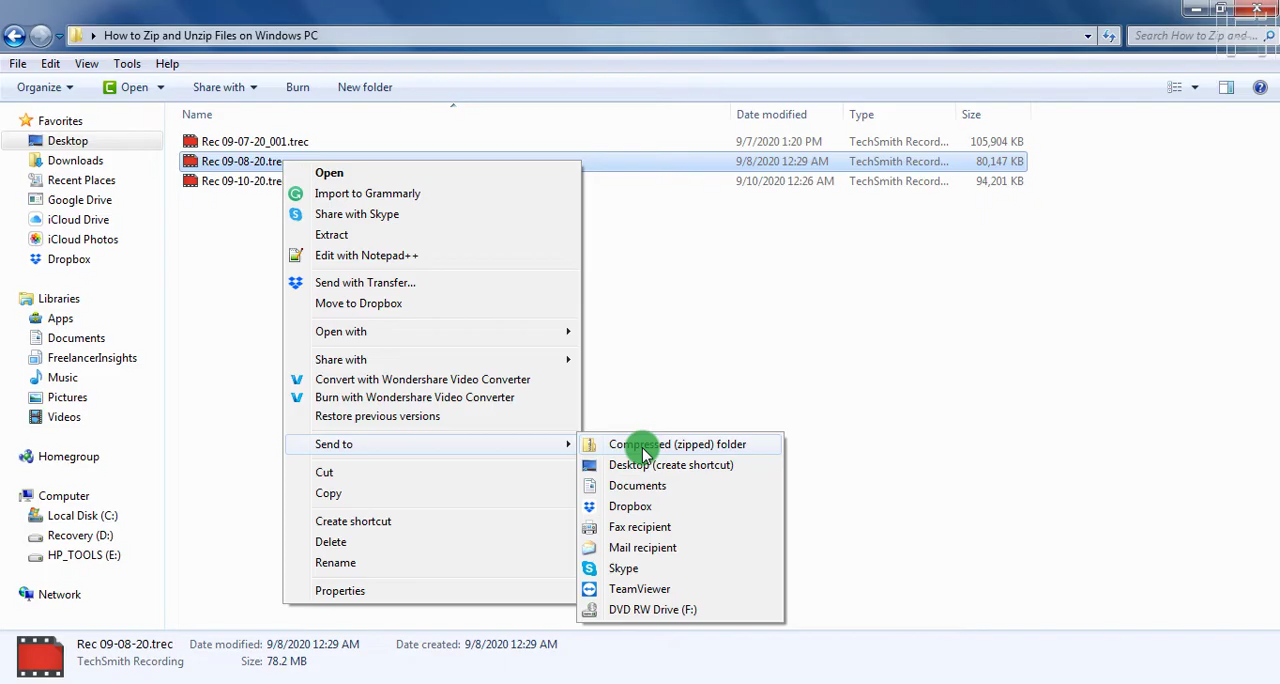 How to Zip and Unzip Files on Windows PC
Search How to Zip and-...
File Edit View Tools Help
Organize Open Share with Burn New folder
Name Date modified Type Size
Favorites
Desktop
Downloads
Recent Places
Google Drive
iCloud Drive
iCloud Photos
Dropbox
Libraries
Apps
Documents
FreelancerInsights
Music
Pictures
Videos
Homegroup
Computer
Local Disk (C:)
Recovery (D:)
HP_TOOLS (E:)
Network
Rec 09-07-20_001.trec 9/7/2020 1:20 PM TechSmith Record... 105,904 KB
Rec 09-08-20.tre 9/8/2020 12:29 AM TechSmith Record... 80,147 KB
Rec 09-10-20.tre 9/10/2020 12:26 AM TechSmith Record... 94,201 KB
Open
Import to Grammarly
Share with Skype
Extract
Edit with Notepad++
Send with Transfer...
Move to Dropbox
Open with
Share with
Convert with Wondershare Video Converter
Burn with Wondershare Video Converter
Restore previous versions
Send to
Cut
Copy
Create shortcut
Delete
Rename
Properties
Compressed (zipped) folder
Desktop (create shortcut)
Documents
Dropbox
Fax recipient
Mail recipient
Skype
TeamViewer
DVD RW Drive (F:)
Rec 09-08-20.trec Date modified: 9/8/2020 12:29 AM Date created: 9/8/2020 12:29 AM
TechSmith Recording Size: 78.2 MB